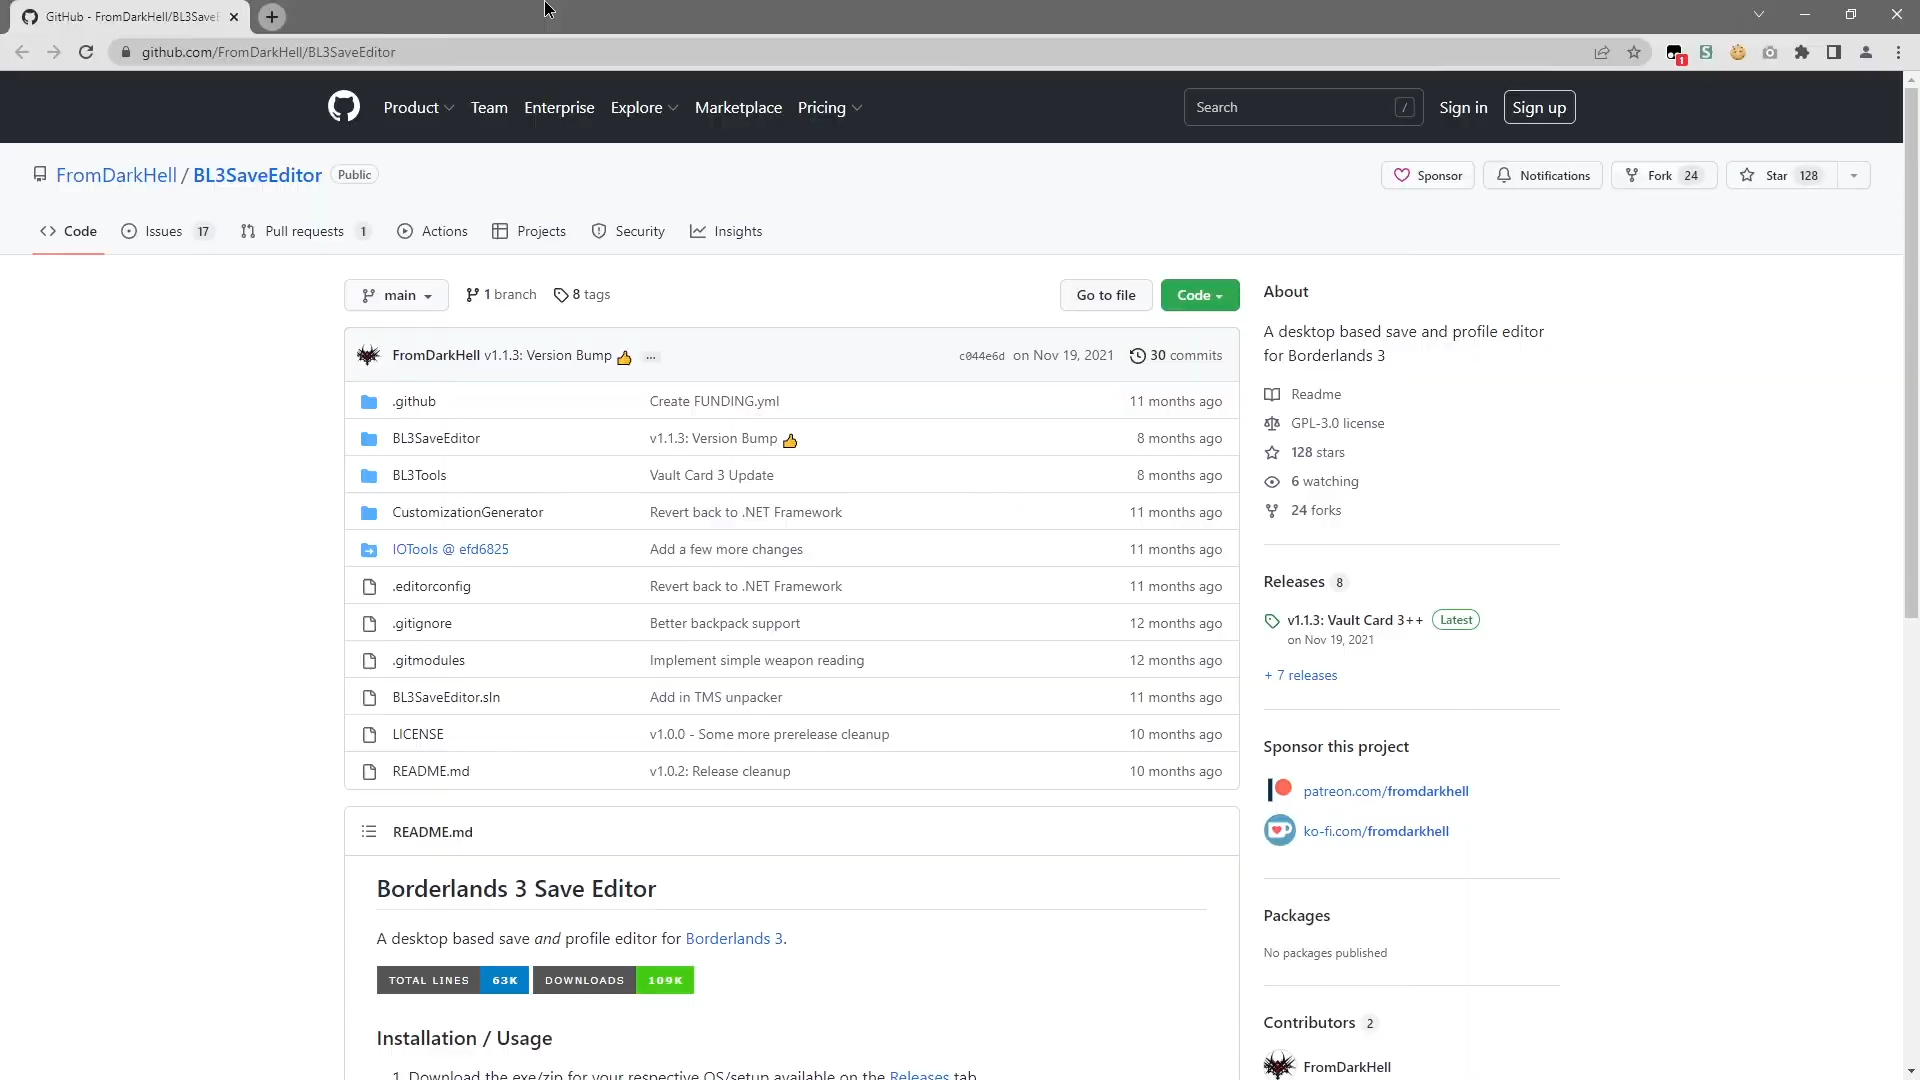 GitHub - FromDarkHell/BL3SaveE
github.com/FromDarkHell/BL3SaveEditor
1
Product Team Enterprise Explore Marketplace Pricing
Search /
Sign in
Sign up
FromDarkHell / BL3SaveEditor Public
Sponsor
Notifications
Fork 24
Star 128
Code
Issues 17
Pull requests 1
Actions
Projects
Security
Insights
main
1 branch
8 tags
Go to file
Code
FromDarkHell v1.1.3: Version Bump 👍 ... c044e6d on Nov 19, 2021 30 commits
.github Create FUNDING.yml 11 months ago
BL3SaveEditor v1.1.3: Version Bump 👍 8 months ago
BL3Tools Vault Card 3 Update 8 months ago
CustomizationGenerator Revert back to .NET Framework 11 months ago
IOTools @ efd6825 Add a few more changes 11 months ago
.editorconfig Revert back to .NET Framework 11 months ago
.gitignore Better backpack support 12 months ago
.gitmodules Implement simple weapon reading 12 months ago
BL3SaveEditor.sln Add in TMS unpacker 11 months ago
LICENSE v1.0.0 - Some more prerelease cleanup 10 months ago
README.md v1.0.2: Release cleanup 10 months ago
README.md
Borderlands 3 Save Editor
A desktop based save and profile editor for Borderlands 3.
TOTAL LINES 63K DOWNLOADS 109K
Installation / Usage
1. Download the exe/zip for your respective OS/setup available on the Releases tab
About
A desktop based save and profile editor
for Borderlands 3
Readme
GPL-3.0 license
128 stars
6 watching
24 forks
Releases 8
v1.1.3: Vault Card 3++ Latest
on Nov 19, 2021
+ 7 releases
Sponsor this project
patreon.com/fromdarkhell
ko-fi.com/fromdarkhell
Packages
No packages published
Contributors 2
FromDarkHell